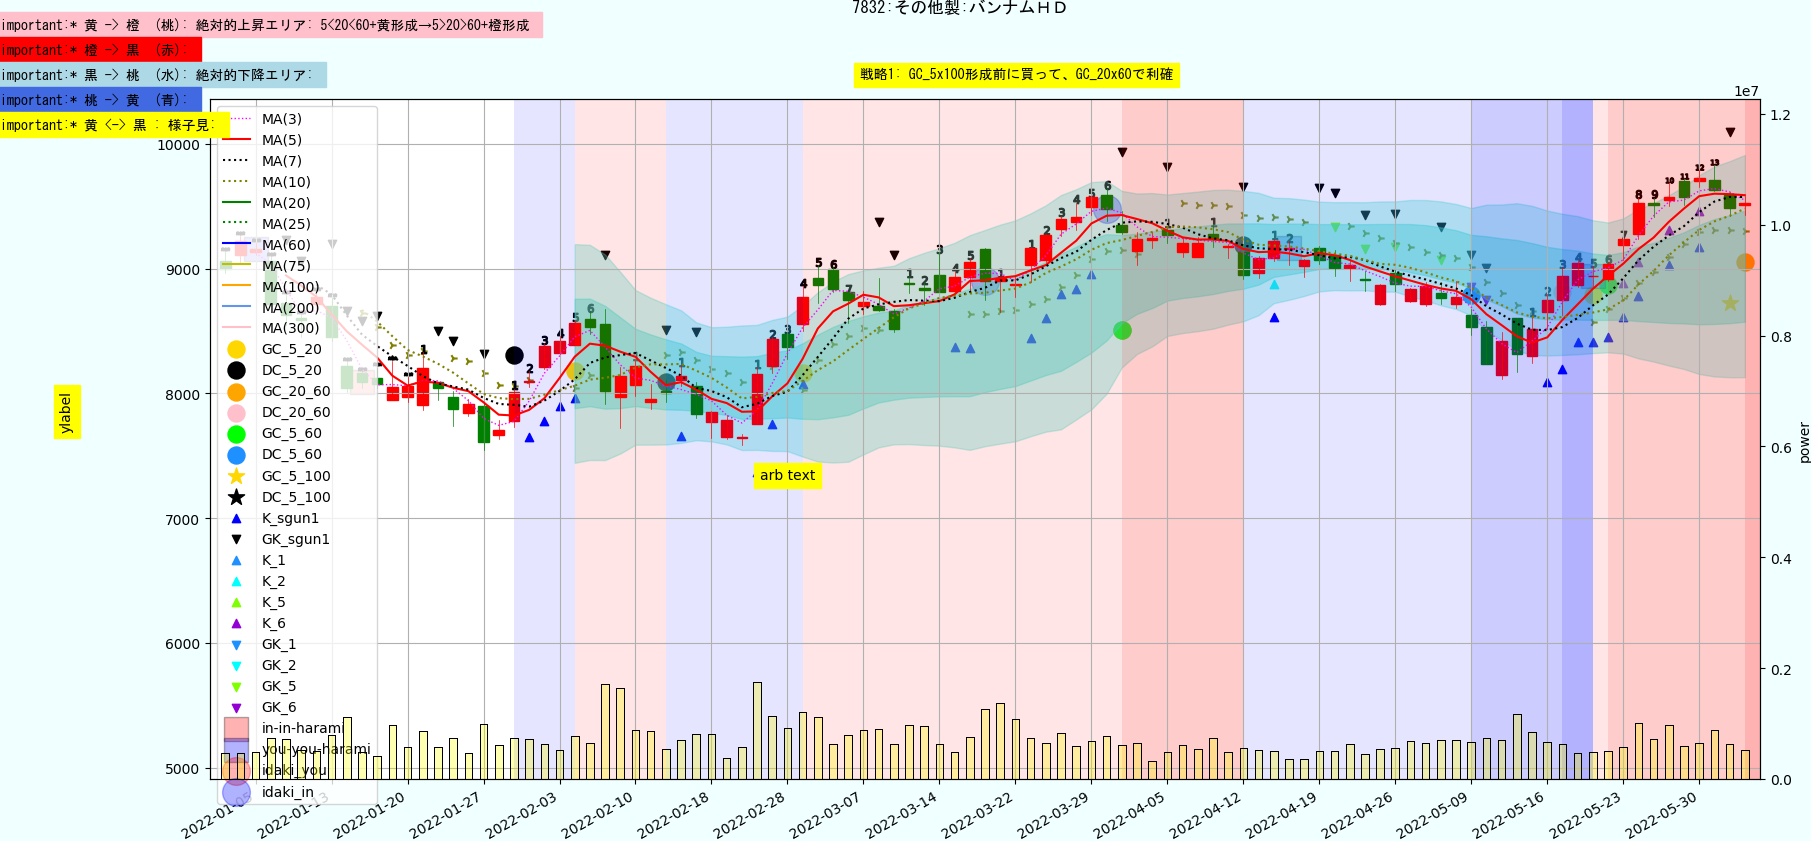 7832:その他製:バンナムＨＤ
important:* 黄 -> 橙 (桃): 絶対的上昇エリア: 5<20<60+黄形成→5>20>60+橙形成
important:* 橙 -> 黒 (赤):
important:* 黒 -> 桃 (水): 絶対的下降エリア:
戦略1: GC_5x100形成前に買って、GC_20x60で利確
important:* 桃 -> 黄 (青):
important:* 黄 <-> 黒 : 様子見:
1e7
MA(3)
MA(5)
MA(7)
MA(10)
MA(20)
MA(25)
MA(60)
MA(75)
MA(100)
MA(200)
MA(300)
GC_5_20
DC_5_20
GC_20_60
DC_20_60
GC_5_60
DC_5_60
GC_5_100
DC_5_100
K_sgun1
GK_sgun1
K_1
K_2
K_5
K_6
GK_1
GK_2
GK_5
GK_6
in-in-harami
you-you-harami
idaki_you
idaki_in
10000
9000
8000
7000
6000
5000
ylabel
arb text
1.2
1.0
0.8
0.6
0.4
0.2
0.0
power
2022-01-05
2022-01-13
2022-01-20
2022-01-27
2022-02-03
2022-02-10
2022-02-18
2022-02-28
2022-03-07
2022-03-14
2022-03-22
2022-03-29
2022-04-05
2022-04-12
2022-04-19
2022-04-26
2022-05-09
2022-05-16
2022-05-23
2022-05-30